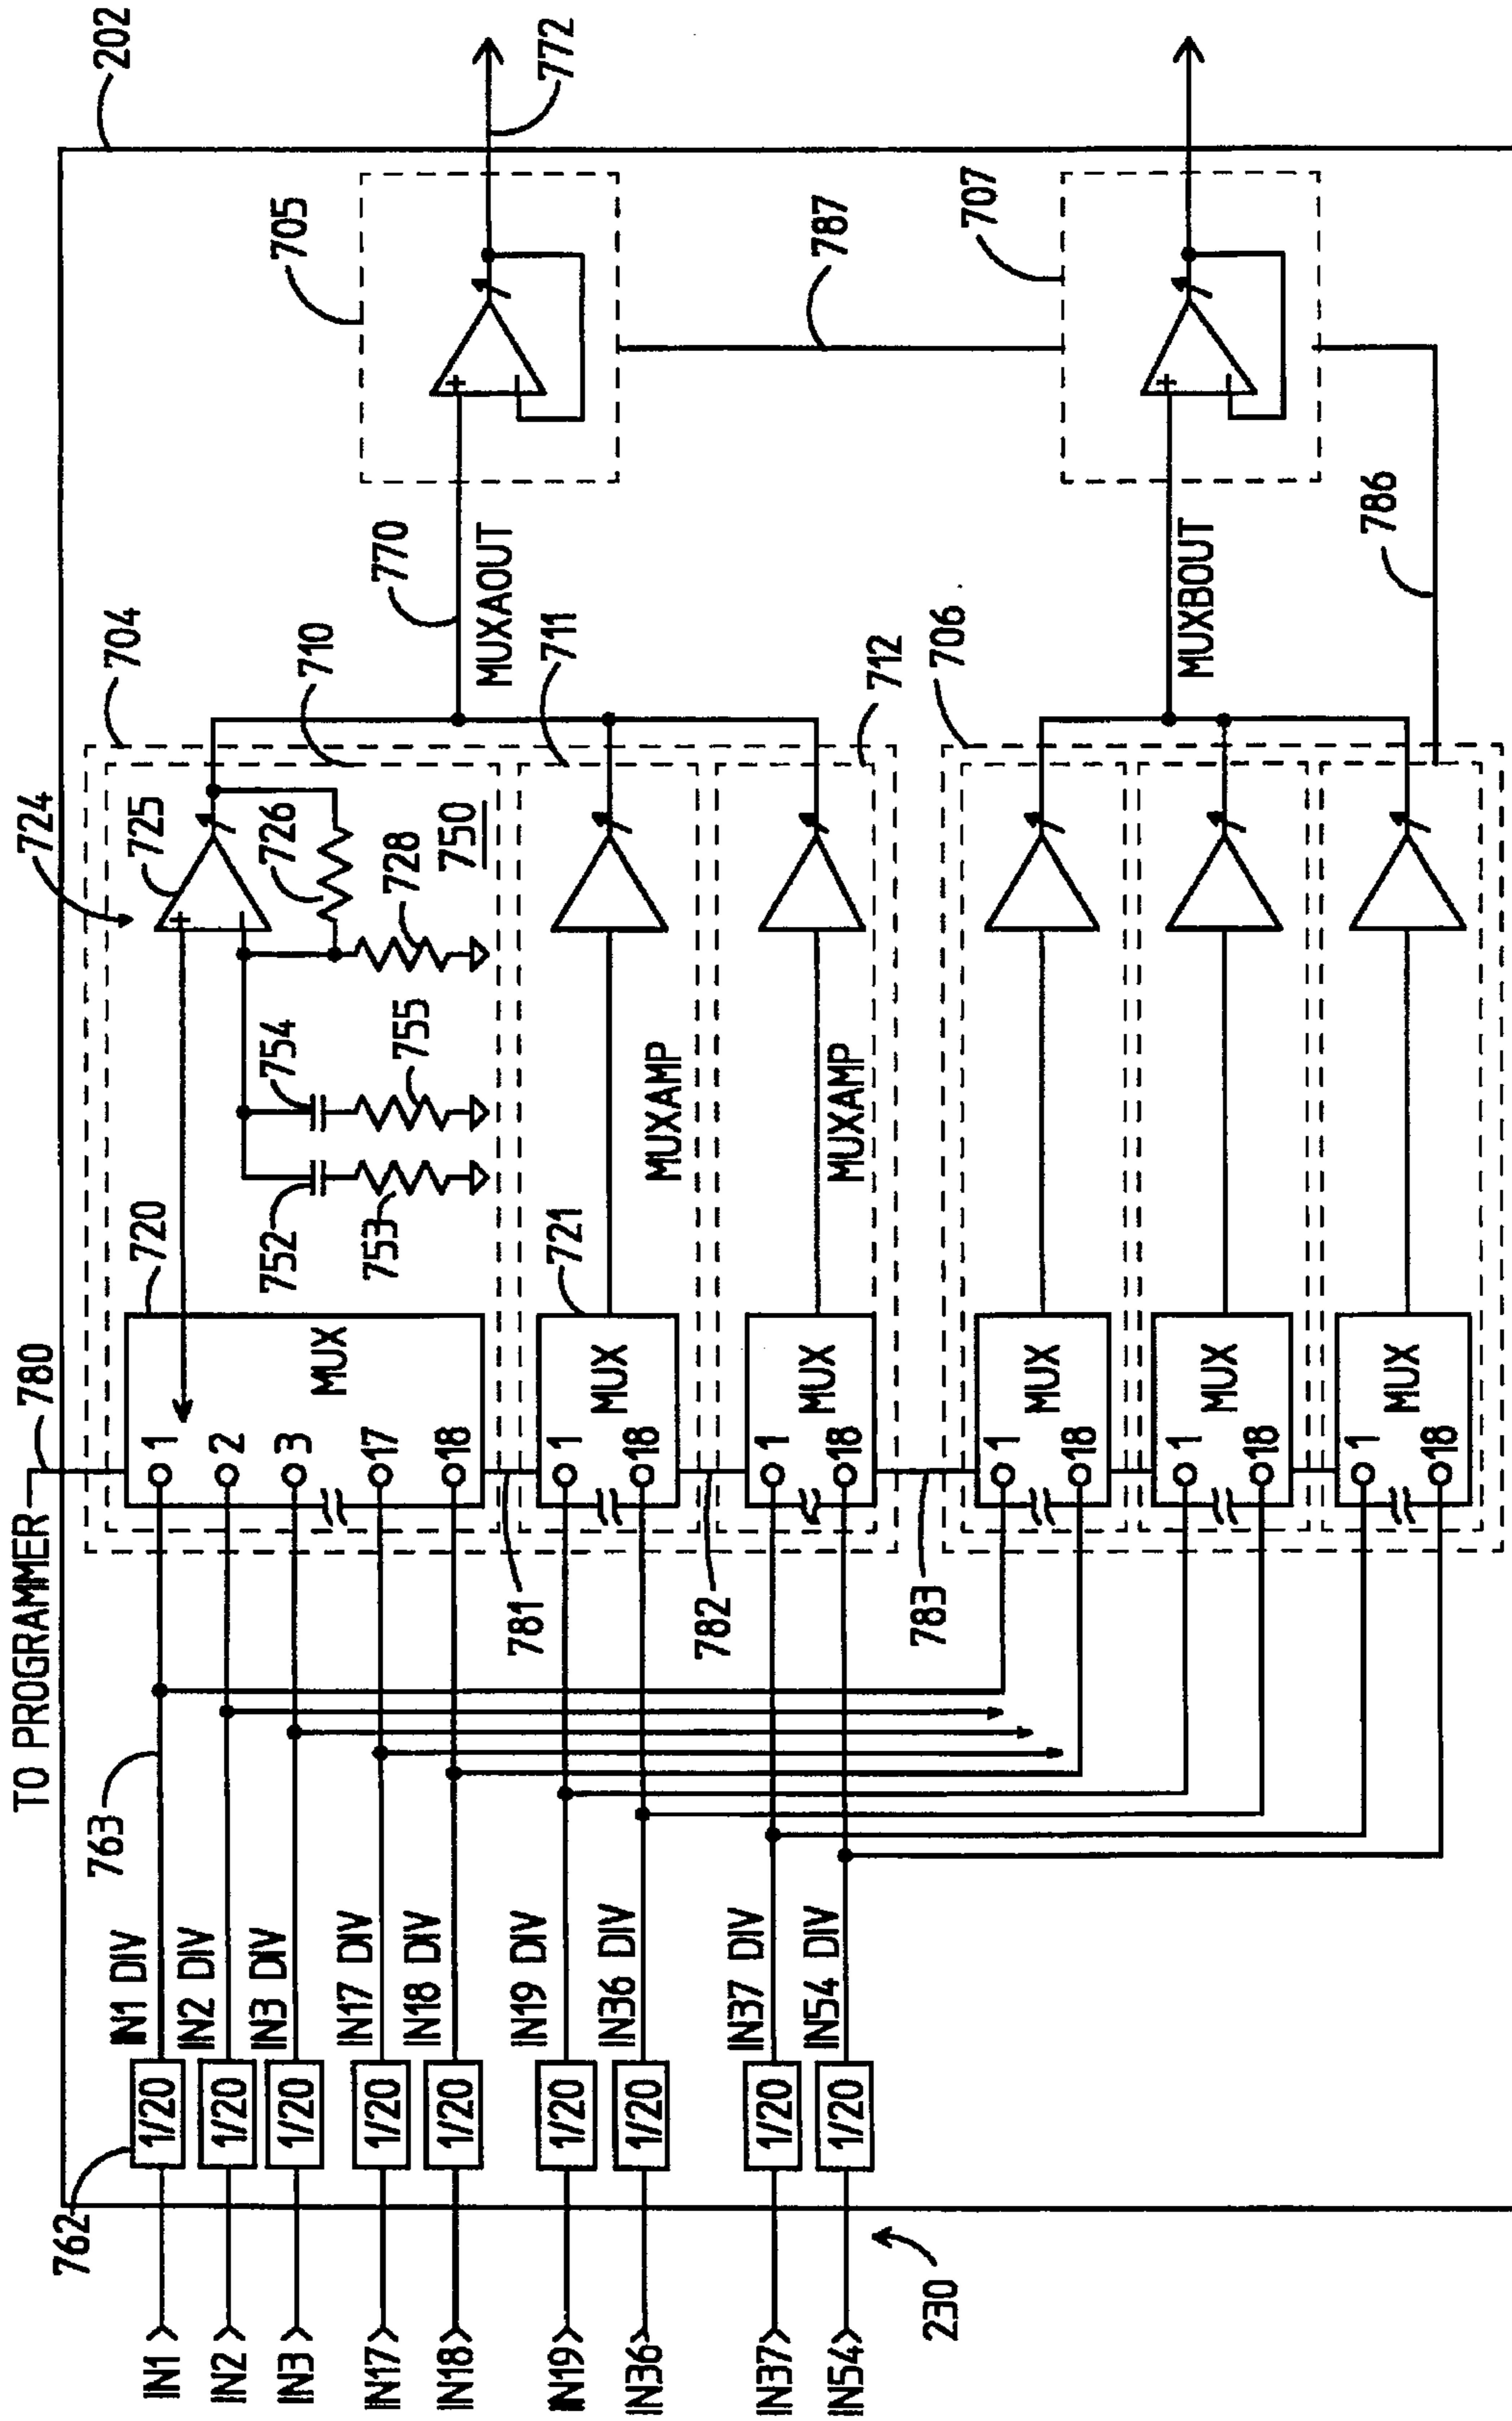 TO PROGRAMMER
780
202
762
763
720
724
725
704
705
772
IN1
1/20
IN1 DIV
1
IN2
1/20
IN2 DIV
2
IN3
1/20
IN3 DIV
3
MUX
IN17
1/20
IN17 DIV
17
IN18
1/20
IN18 DIV
18
752
754
753
755
726
728
750
710
770
MUXAOUT
781
IN19
1/20
IN19 DIV
1
IN36
1/20
IN36 DIV
18
MUX
721
MUXAMP
711
782
IN37
1/20
IN37 DIV
1
IN54
1/20
IN54 DIV
18
MUX
MUXAMP
712
787
230
783
706
707
1
18
MUX
MUXBOUT
1
18
MUX
1
18
MUX
786
+
−
+
−
+
−